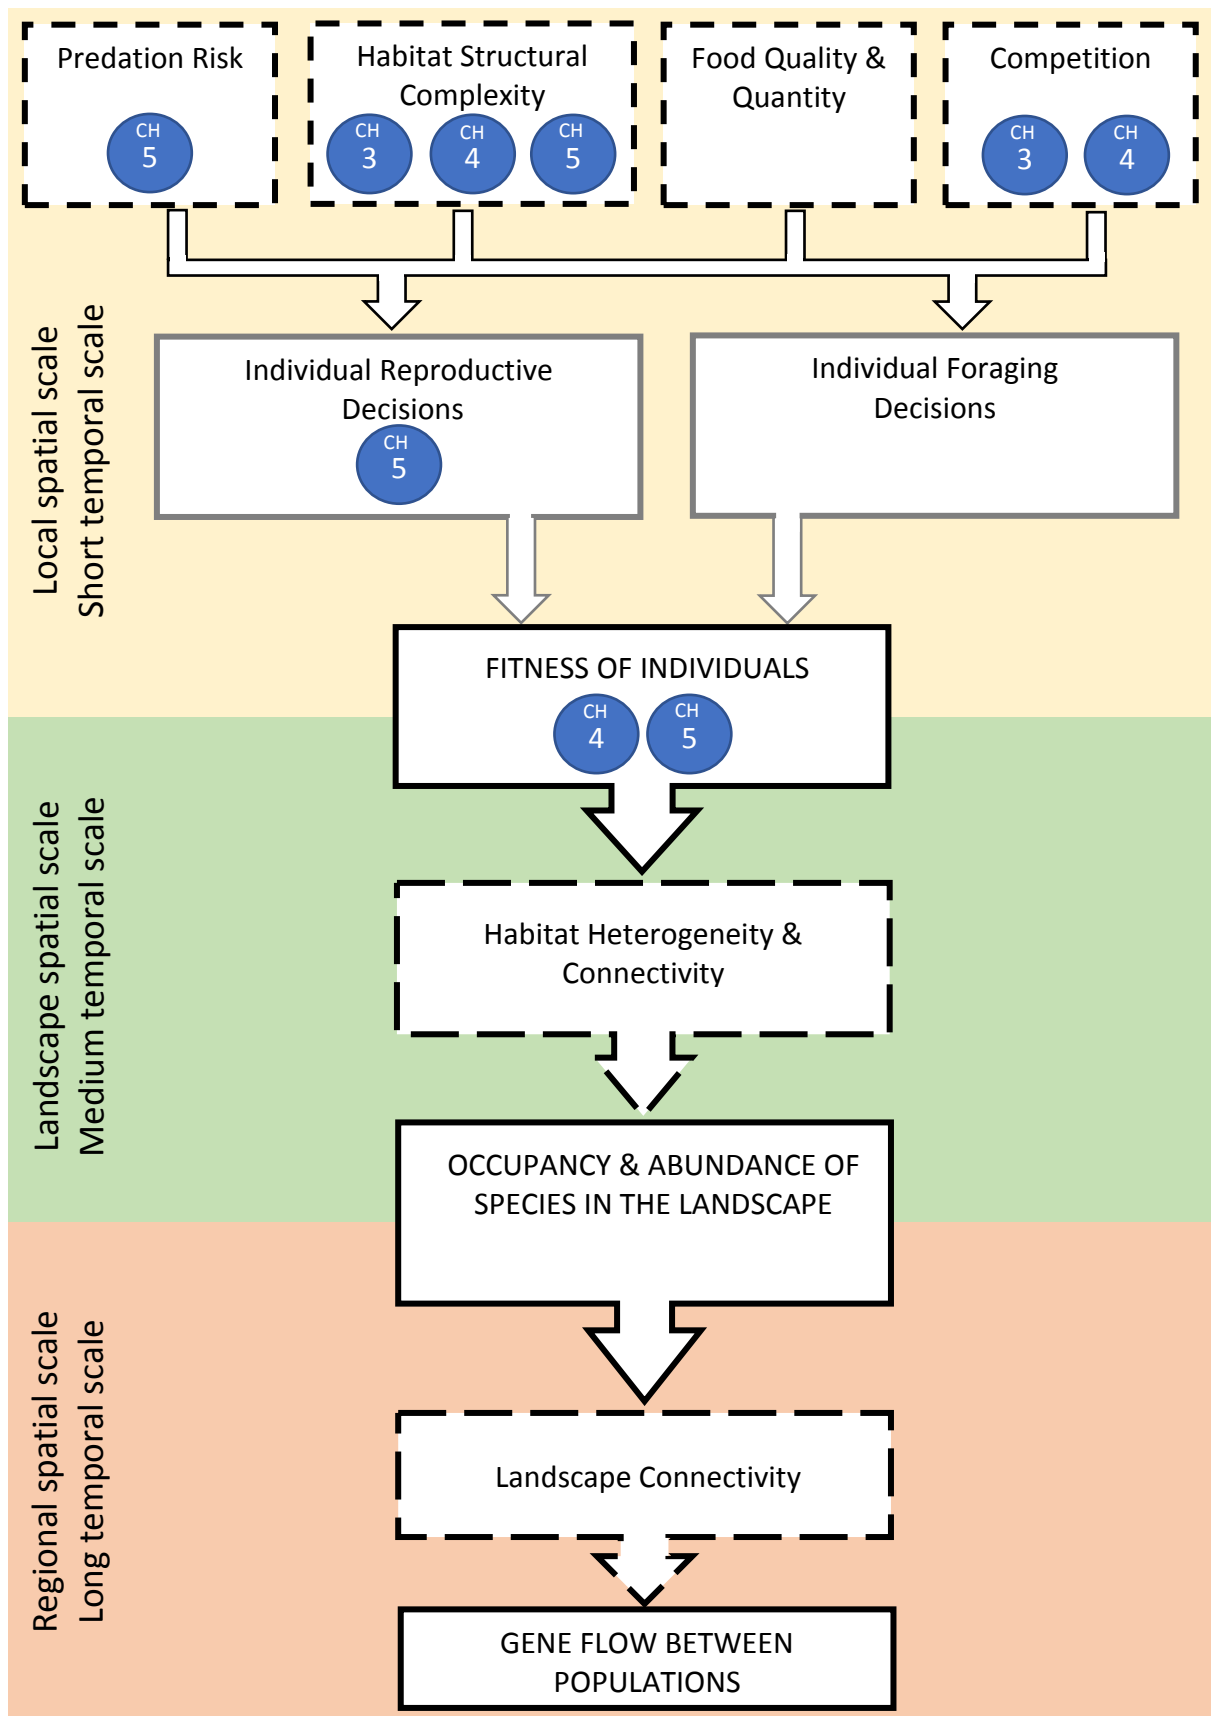 Predation Risk
CH
5
Habitat Structural
Complexity
CH
3
CH
4
CH
5
Food Quality &
Quantity
Competition
CH
3
CH
4
Local spatial scale
Short temporal scale
Individual Reproductive
Decisions
CH
5
Individual Foraging
Decisions
FITNESS OF INDIVIDUALS
CH
4
CH
5
Landscape spatial scale
Medium temporal scale
Habitat Heterogeneity &
Connectivity
OCCUPANCY & ABUNDANCE OF
SPECIES IN THE LANDSCAPE
Regional spatial scale
Long temporal scale
Landscape Connectivity
GENE FLOW BETWEEN
POPULATIONS